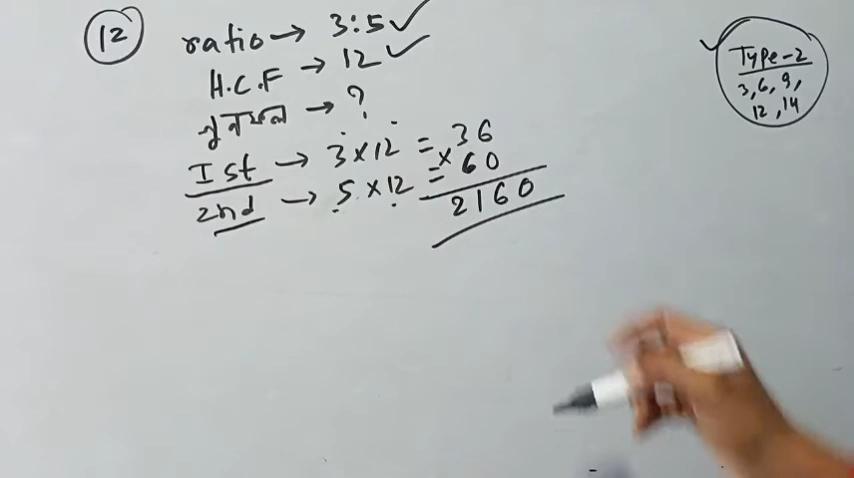 12
ratio → 3:5 ✓
H.C.F → 12 ✓
গুনফল → ?
Ist → 3 × 12 = 36
2nd → 5 × 12 = × 60
2160
✓ Type-2
3, 6, 9,
12, 14